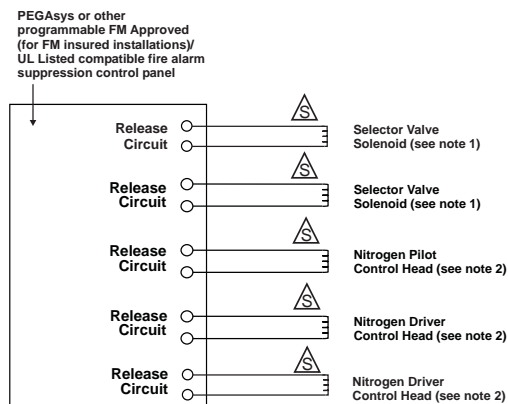 PEGAsys or other
programmable FM Approved
(for FM insured installations)/
UL Listed compatible fire alarm
suppression control panel
Release
Circuit
S
Selector Valve
Solenoid (see note 1)
Release
Circuit
S
Selector Valve
Solenoid (see note 1)
Release
Circuit
S
Nitrogen Pilot
Control Head (see note 2)
Release
Circuit
S
Nitrogen Driver
Control Head (see note 2)
Release
Circuit
S
Nitrogen Driver
Control Head (see note 2)